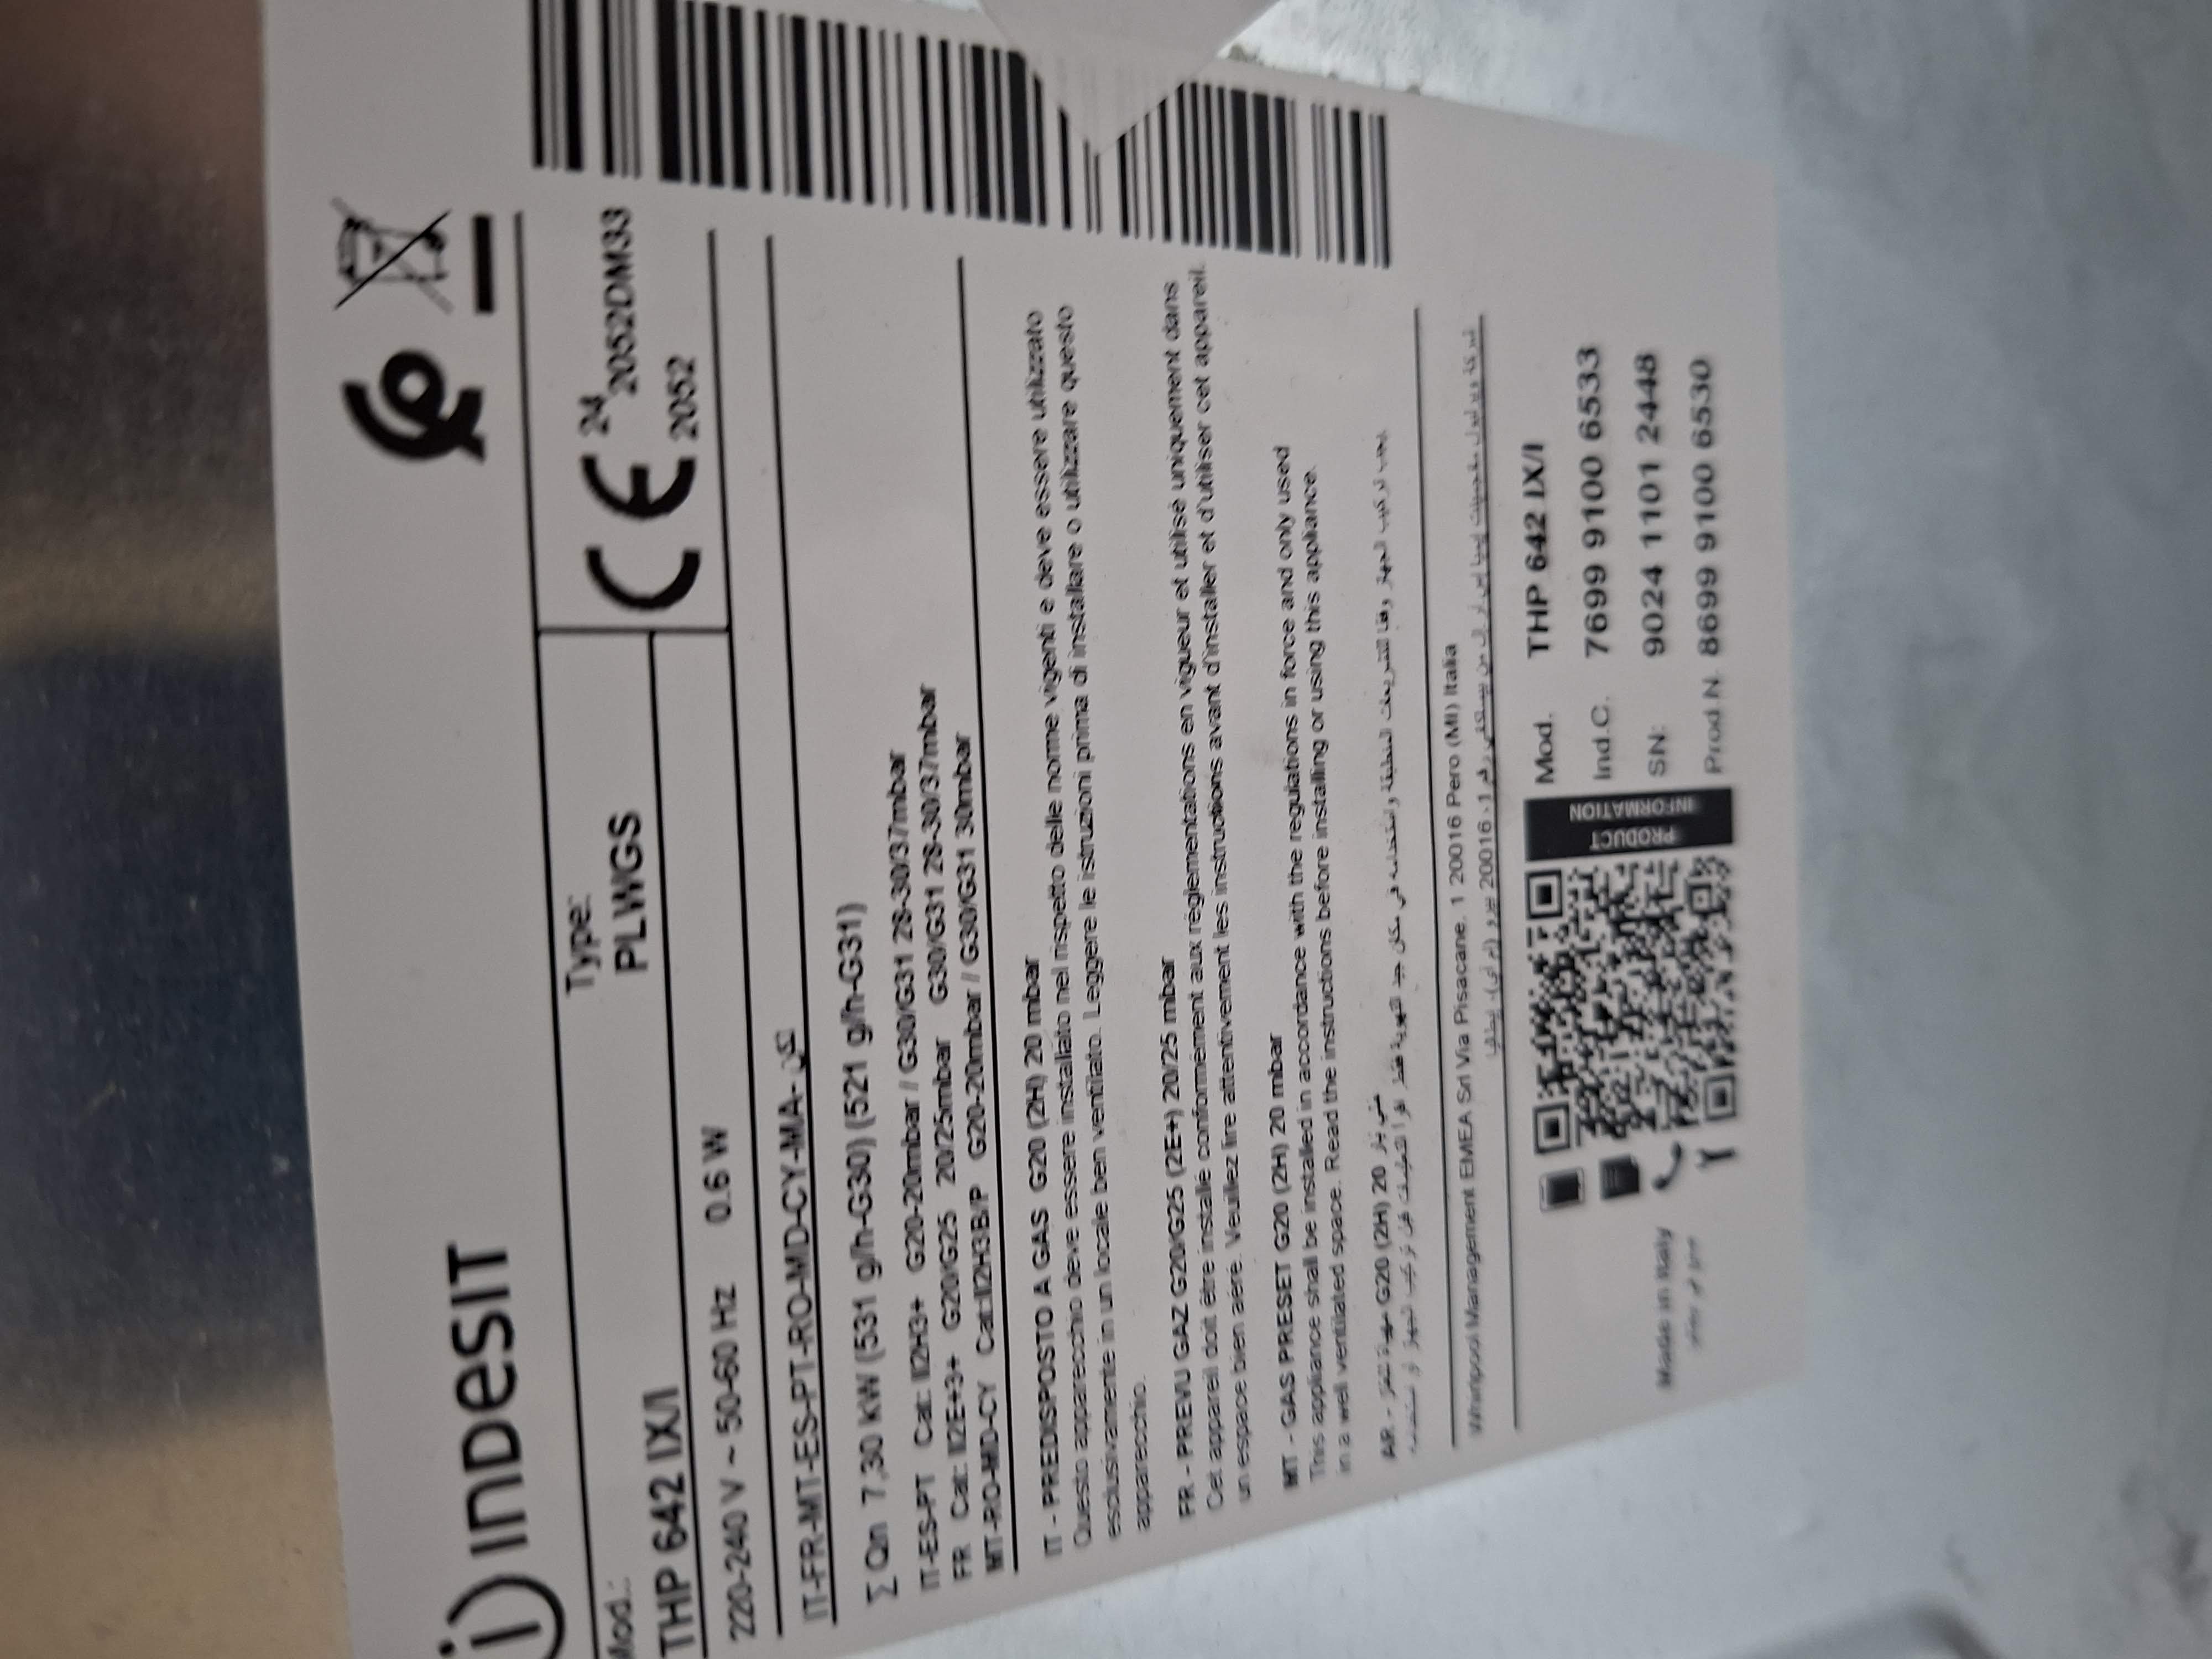 indesit
Mod.:
THP 642 IX/I
Type:
PLWGS
24
2052DM33
CE
2052
220-240 V ~ 50-60 Hz 0.6 W
IT-FR-MT-ES-PT-RO-MD-CY-MA-
∑ Qn 7,30 kW (531 g/h-G30) (521 g/h-G31)
IT-ES-PT Cat.: II2H3+ G20-20mbar // G30/G31 28-30/37mbar
FR Cat.: II2E+3+ G20/G25 20/25mbar G30/G31 28-30/37mbar
MT-RO-MD-CY Cat:II2H3B/P G20-20mbar // G30/G31 30mbar
IT - PREDISPOSTO A GAS G20 (2H) 20 mbar
Questo apparecchio deve essere installato nel rispetto delle norme vigenti e deve essere utilizzato
esclusivamente in un locale ben ventilato. Leggere le istruzioni prima di installare o utilizzare questo
apparecchio.
FR - PREVU GAZ G20/G25 (2E+) 20/25 mbar
Cet appareil doit être installé conformément aux réglementations en vigueur et utilisé uniquement dans
un espace bien aéré. Veuillez lire attentivement les instructions avant d'installer et d'utiliser cet appareil.
MT - GAS PRESET G20 (2H) 20 mbar
This appliance shall be installed in accordance with the regulations in force and only used
in a well ventilated space. Read the instructions before installing or using this appliance.
AR - G20 (2H) 20
Whirlpool Management EMEA Srl Via Pisacane, 1 20016 Pero (MI) Italia
PRODUCT
INFORMATION
Mod. THP 642 IX/I
Ind.C. 7699 9100 6533
SN: 9024 1101 2448
Prod.N. 8699 9100 6530
Made in Italy